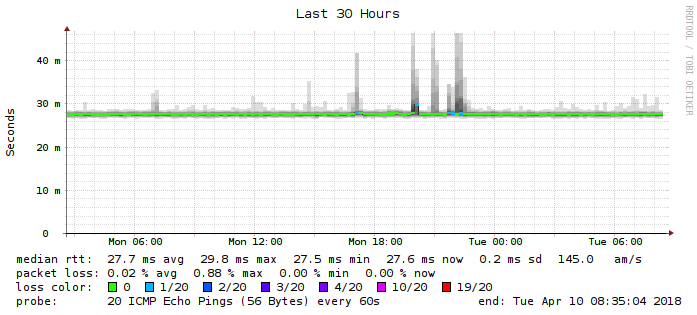 Last 30 Hours
RRDTOOL / TOBI OETIKER
Seconds
40 m
30 m
20 m
10 m
0
Mon 06:00 Mon 12:00 Mon 18:00 Tue 00:00 Tue 06:00
median rtt: 27.7 ms avg 29.8 ms max 27.5 ms min 27.6 ms now 0.2 ms sd 145.0 am/s
packet loss: 0.02 % avg 0.88 % max 0.00 % min 0.00 % now
loss color: 0 1/20 2/20 3/20 4/20 10/20 19/20
probe: 20 ICMP Echo Pings (56 Bytes) every 60s end: Tue Apr 10 08:35:04 2018